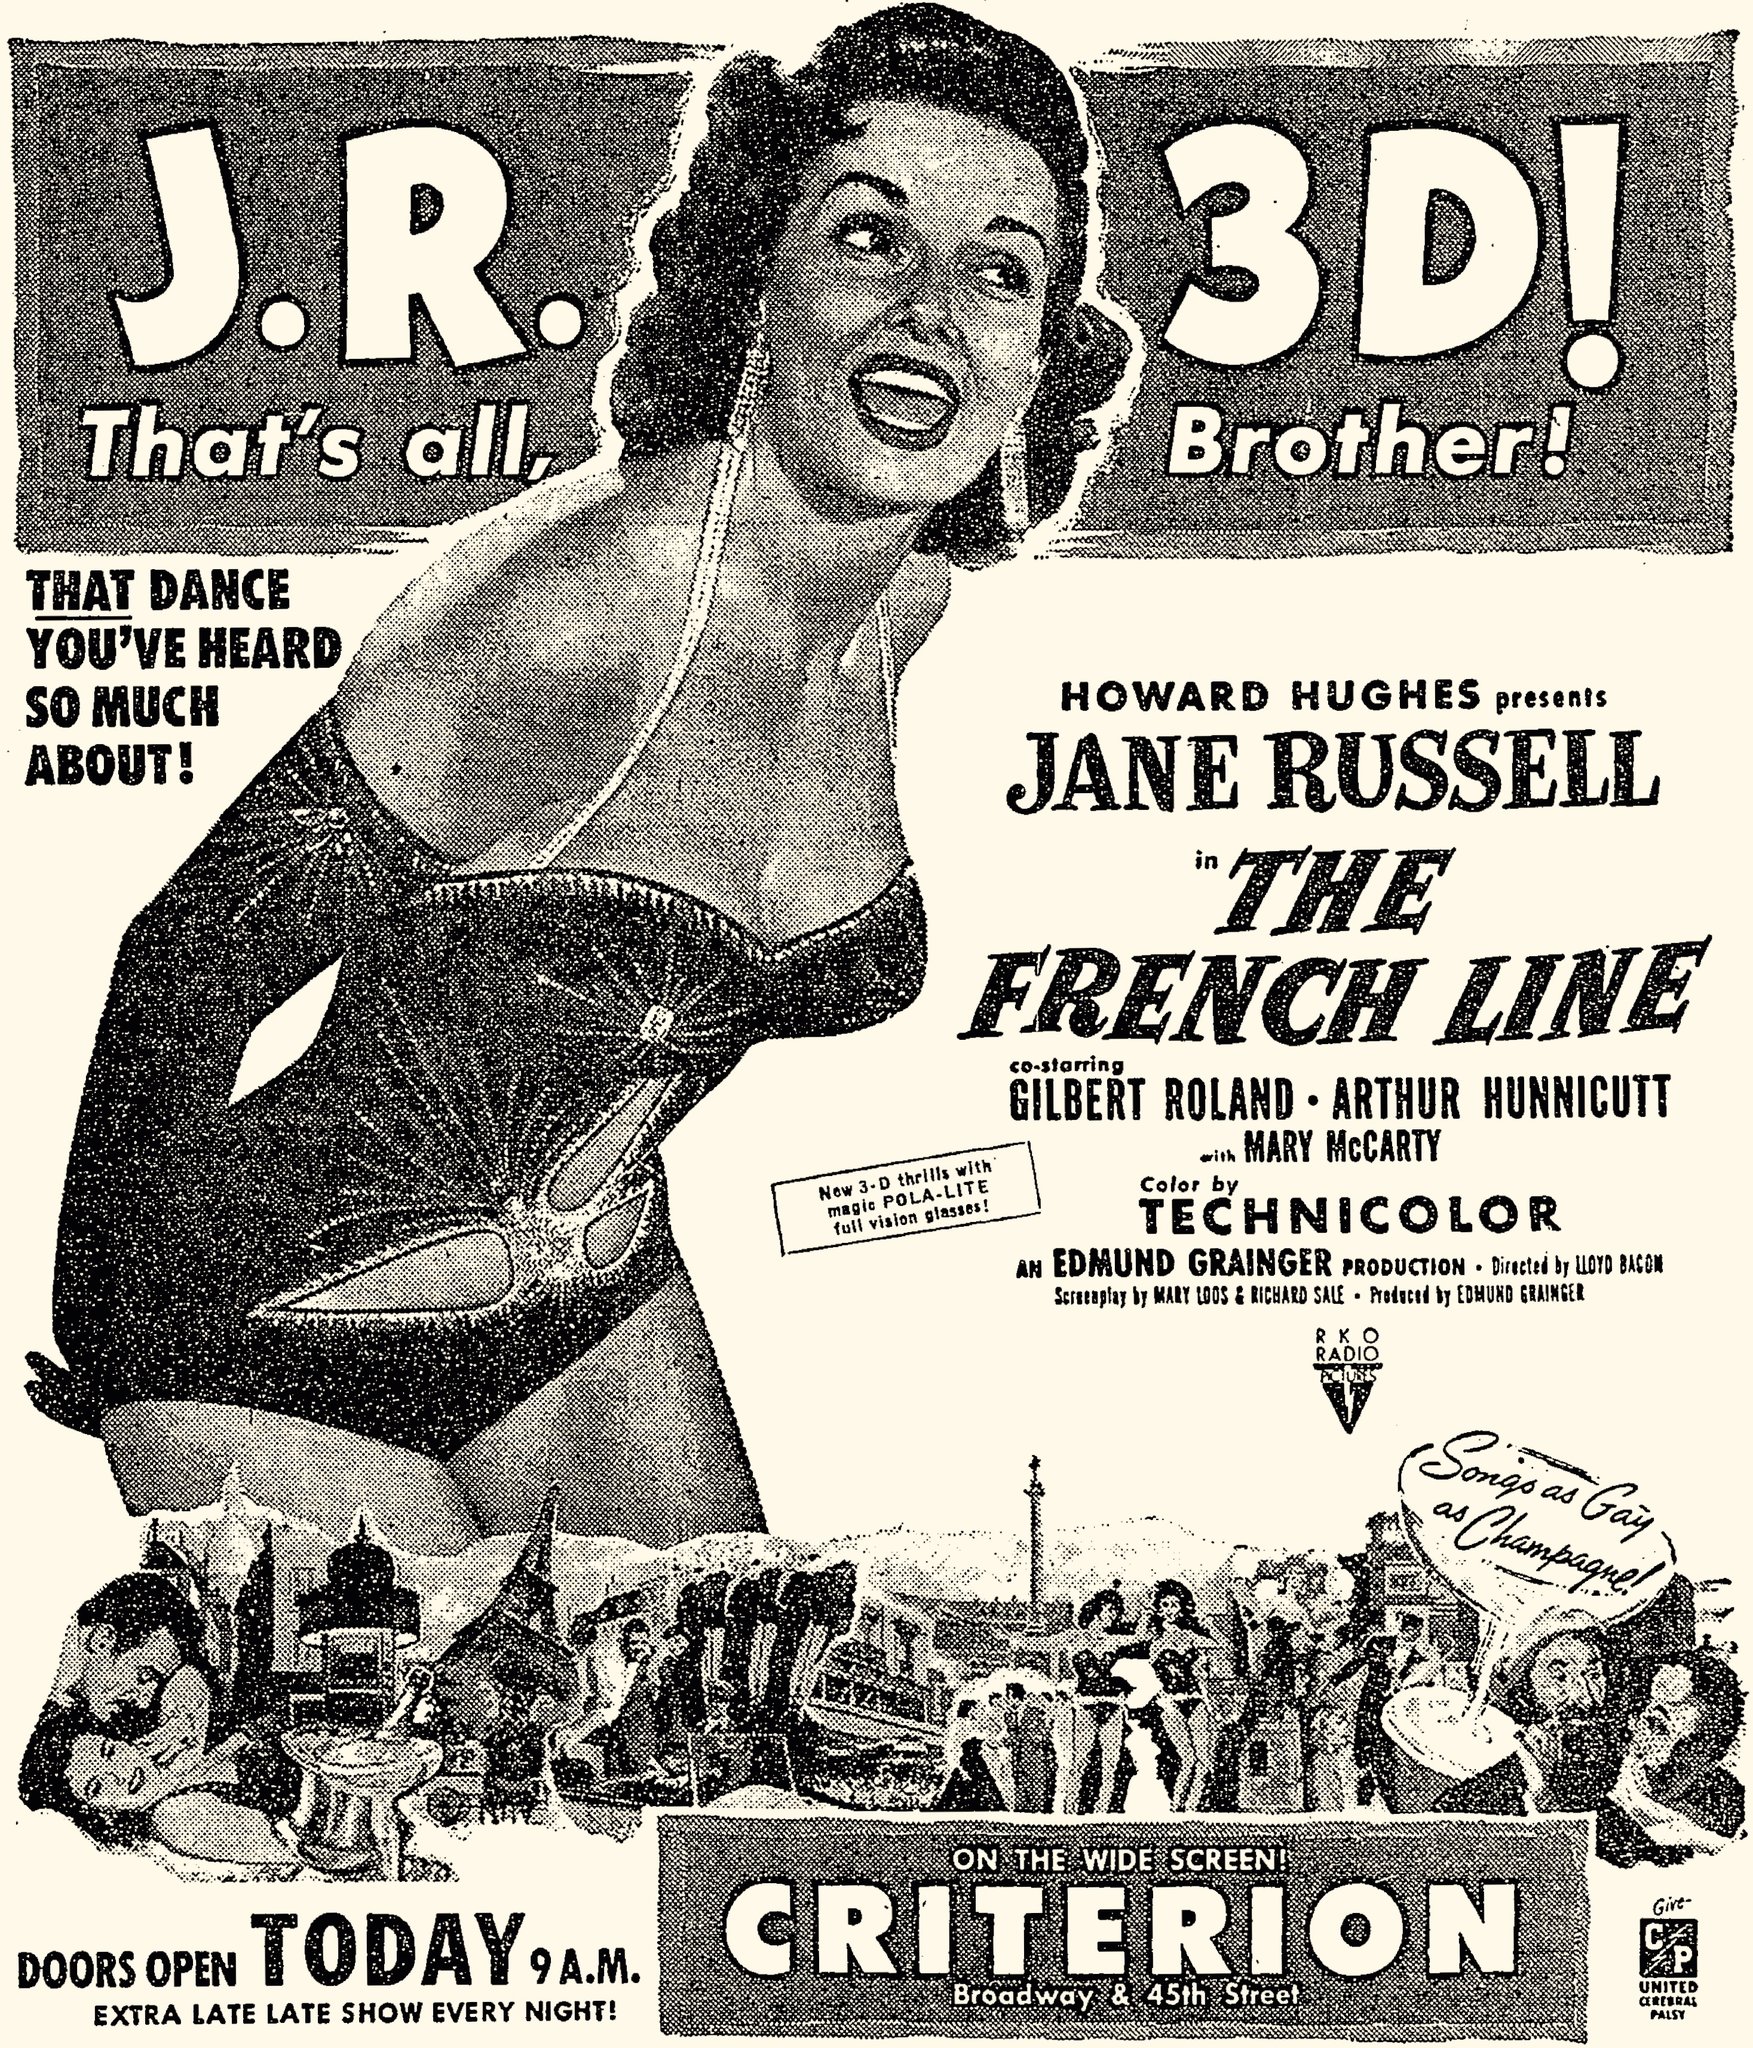 J.R. 3D!
That's all, Brother!
THAT DANCE
YOU'VE HEARD
SO MUCH
ABOUT!
HOWARD HUGHES presents
JANE RUSSELL
in THE
FRENCH LINE
co-starring
GILBERT ROLAND • ARTHUR HUNNICUTT
with MARY McCARTY
New 3-D thrills with
magic POLA-LITE
full vision glasses!
Color by
TECHNICOLOR
AN EDMUND GRAINGER PRODUCTION • Directed by LLOYD BACON
Screenplay by MARY LOOS & RICHARD SALE • Produced by EDMUND GRAINGER
RKO
RADIO
PICTURES
Songs as Gay
as Champagne!
DOORS OPEN TODAY 9 A.M.
EXTRA LATE LATE SHOW EVERY NIGHT!
ON THE WIDE SCREEN!
CRITERION
Broadway & 45th Street
Give
C/P
UNITED
CEREBRAL
PALSY